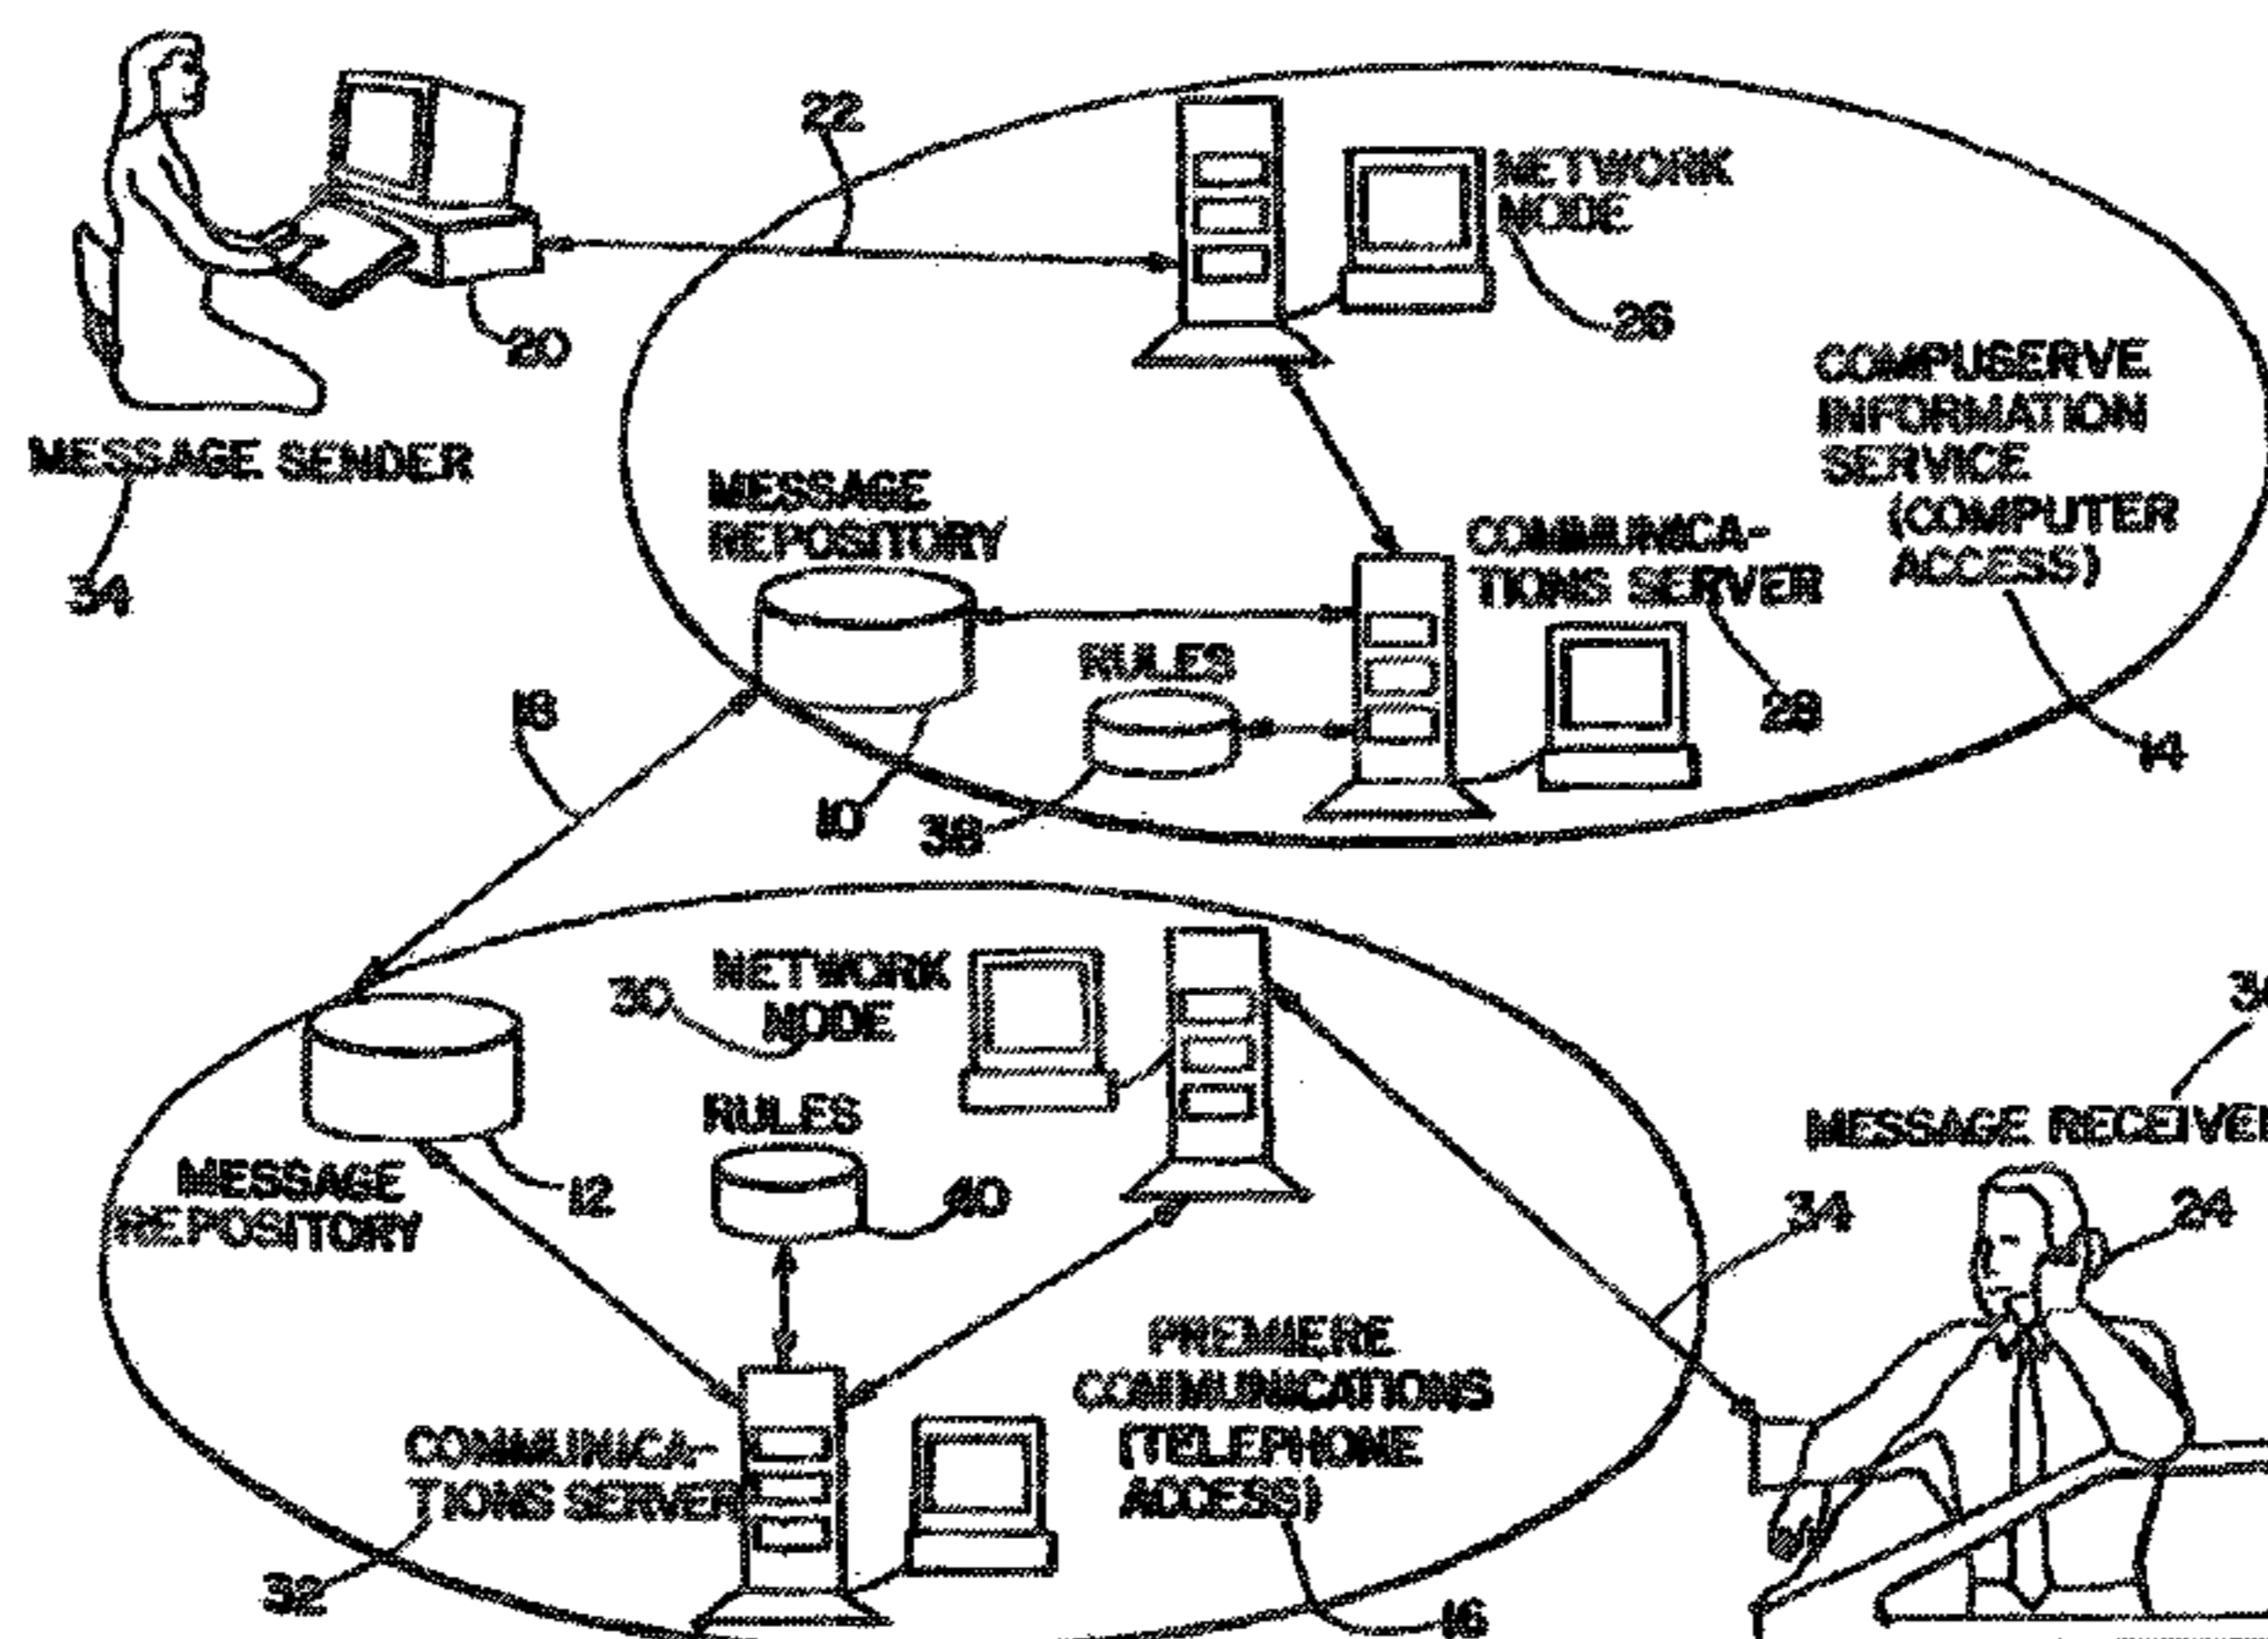 22
NETWORK
NODE
26
20
COMPUSERVE
INFORMATION
SERVICE
(COMPUTER
ACCESS)
MESSAGE SENDER
34
MESSAGE
REPOSITORY
COMMUNICA-
TIONS SERVER
RULES
18
28
14
10
38
NETWORK
NODE
30
MESSAGE
RULES
12
40
MESSAGE
REPOSITORY
34
24
PREMIERE
COMMUNICATIONS
(TELEPHONE
ACCESS)
COMMUNICA-
TIONS SERVER
32
16